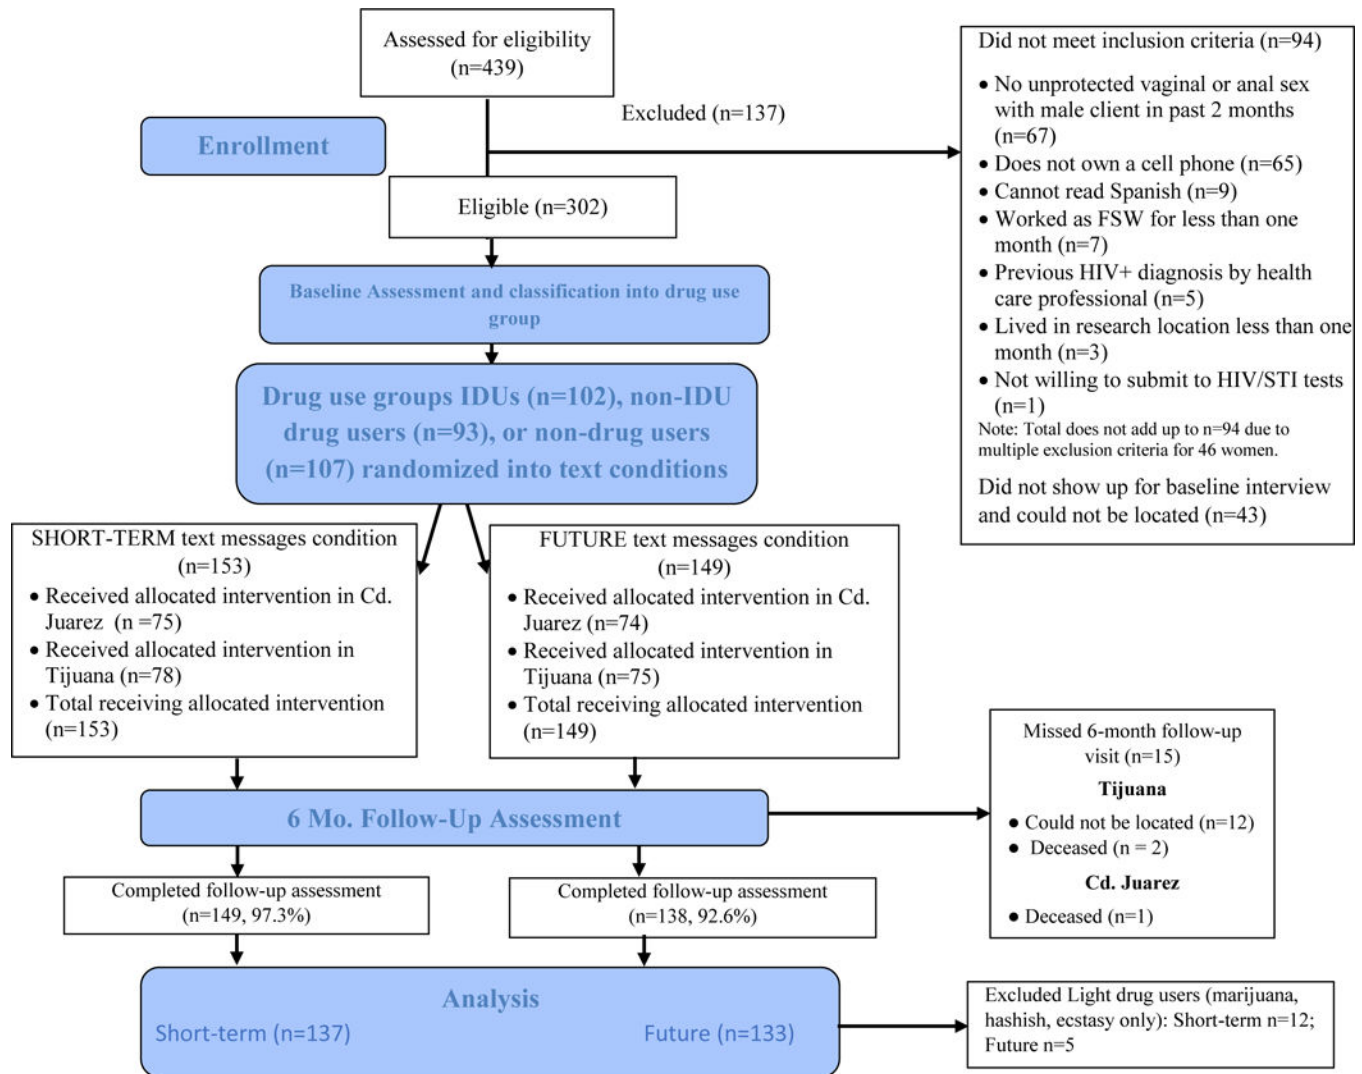 Assessed for eligibility
(n=439)
Excluded (n=137)
Enrollment
Eligible (n=302)
Did not meet inclusion criteria (n=94)
• No unprotected vaginal or anal sex
with male client in past 2 months
(n=67)
• Does not own a cell phone (n=65)
• Cannot read Spanish (n=9)
• Worked as FSW for less than one
month (n=7)
• Previous HIV+ diagnosis by health
care professional (n=5)
• Lived in research location less than one
month (n=3)
• Not willing to submit to HIV/STI tests
(n=1)
Note: Total does not add up to n=94 due to
multiple exclusion criteria for 46 women.
Did not show up for baseline interview
and could not be located (n=43)
Baseline Assessment and classification into drug use
group
Drug use groups IDUs (n=102), non-IDU
drug users (n=93), or non-drug users
(n=107) randomized into text conditions
SHORT-TERM text messages condition
(n=153)
• Received allocated intervention in Cd.
Juarez (n =75)
• Received allocated intervention in
Tijuana (n=78)
• Total receiving allocated intervention
(n=153)
FUTURE text messages condition
(n=149)
• Received allocated intervention in Cd.
Juarez (n=74)
• Received allocated intervention in
Tijuana (n=75)
• Total receiving allocated intervention
(n=149)
6 Mo. Follow-Up Assessment
Missed 6-month follow-up
visit (n=15)
Tijuana
• Could not be located (n=12)
• Deceased (n = 2)
Cd. Juarez
• Deceased (n=1)
Completed follow-up assessment
(n=149, 97.3%)
Completed follow-up assessment
(n=138, 92.6%)
Analysis
Short-term (n=137)
Future (n=133)
Excluded Light drug users (marijuana,
hashish, ecstasy only): Short-term n=12;
Future n=5